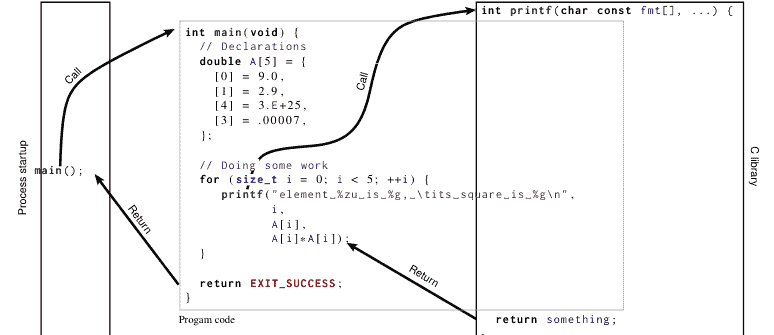 int printf(char const fmt[], ...) {
int main(void) {
// Declarations
double A[5] = {
[0] = 9.0,
[1] = 2.9,
[4] = 3.E+25,
[3] = .00007,
};
Call
Call
// Doing some work
main();
for (size_t i = 0; i < 5; ++i) {
printf("element_%zu_is_%g,_\tits_square_is_%g\n",
i,
A[i],
A[i]*A[i]);
}
Process startup
C library
Return
Return
return EXIT_SUCCESS;
}
Progam code
return something;